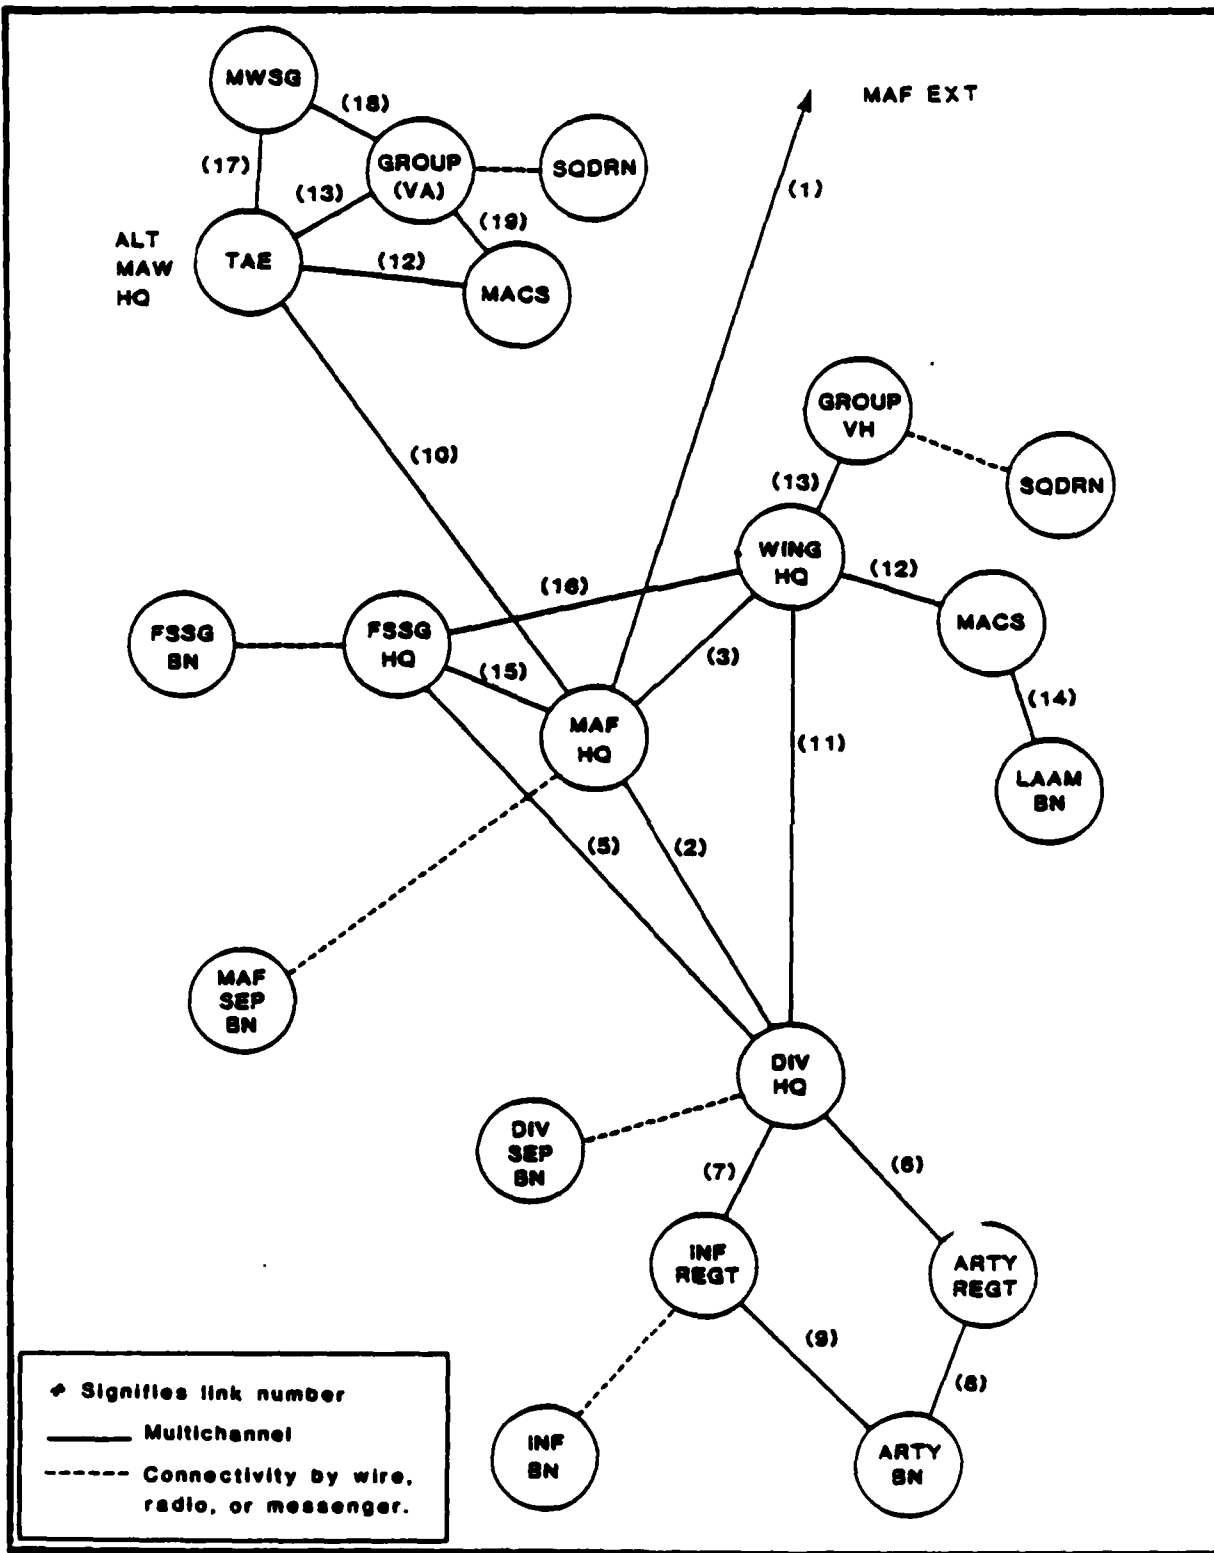 MWSG
(18)
MAF EXT
GROUP
(VA)
SQDRN
(17)
(13)
(1)
(19)
ALT
MAW
HQ
TAE
(12)
MACS
GROUP
VH
(10)
(13)
SQDRN
WING
HQ
(16)
(12)
FSSG
BN
FSSG
HQ
MACS
(15)
(3)
(14)
MAF
HQ
(11)
LAAM
BN
(5)
(2)
MAF
SEP
BN
DIV
HQ
DIV
SEP
BN
(7)
(6)
INF
REGT
ARTY
REGT
(9)
(8)
INF
BN
ARTY
BN
# Signifies link number
Multichannel
Connectivity by wire,
radio, or messenger.